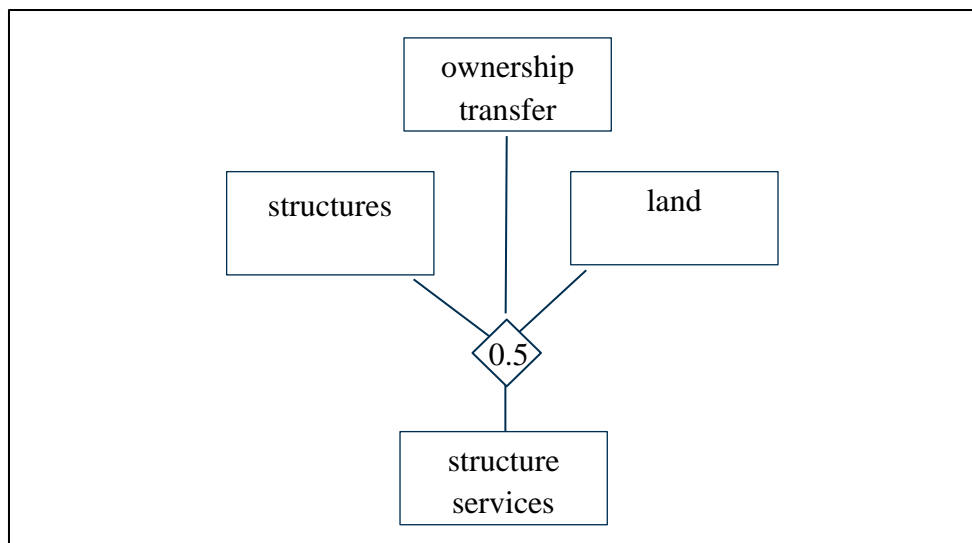 ownership
transfer
structures
land
0.5
structure
services